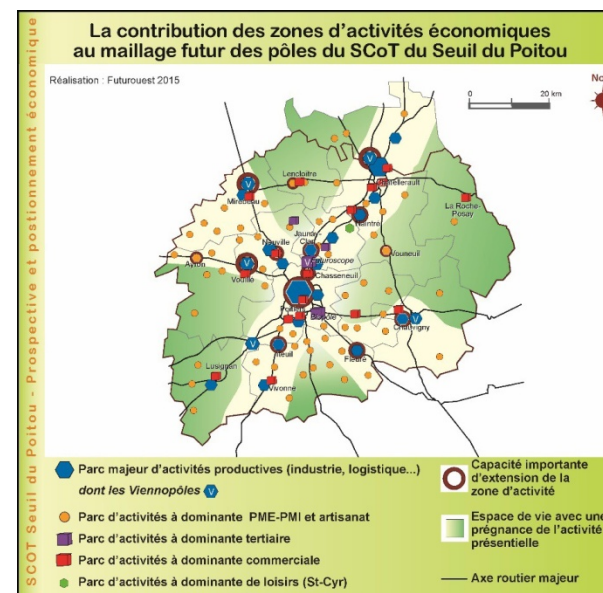 La contribution des zones d'activités économiques
au maillage futur des pôles du SCoT du Seuil du Poitou
SCOT Seuil du Poitou - Prospective et postionnement économique
Réalisation : Futurouest 2015
No
0 20 km
Lencloître
Mirebeau
La Roche-
Posay
Naintré
Jaunay-
Clan
Neuville
Vouneuil
Ayron
Futuroscope
Chasseneuil
Vouillé
Chauvigny
Fleuré
Lusignan
Vivonne
Parc majeur d'activités productives (industrie, logistique...)
dont les Viennopôles V
Parc d'activités à dominante PME-PMI et artisanat
Parc d'activités à dominante tertiaire
Parc d'activités à dominante commerciale
Parc d'activités à dominante de loisirs (St-Cyr)
Capacité importante
d'extension de la
zone d'activité
Espace de vie avec une
prégnance de l'activité
présentielle
Axe routier majeur